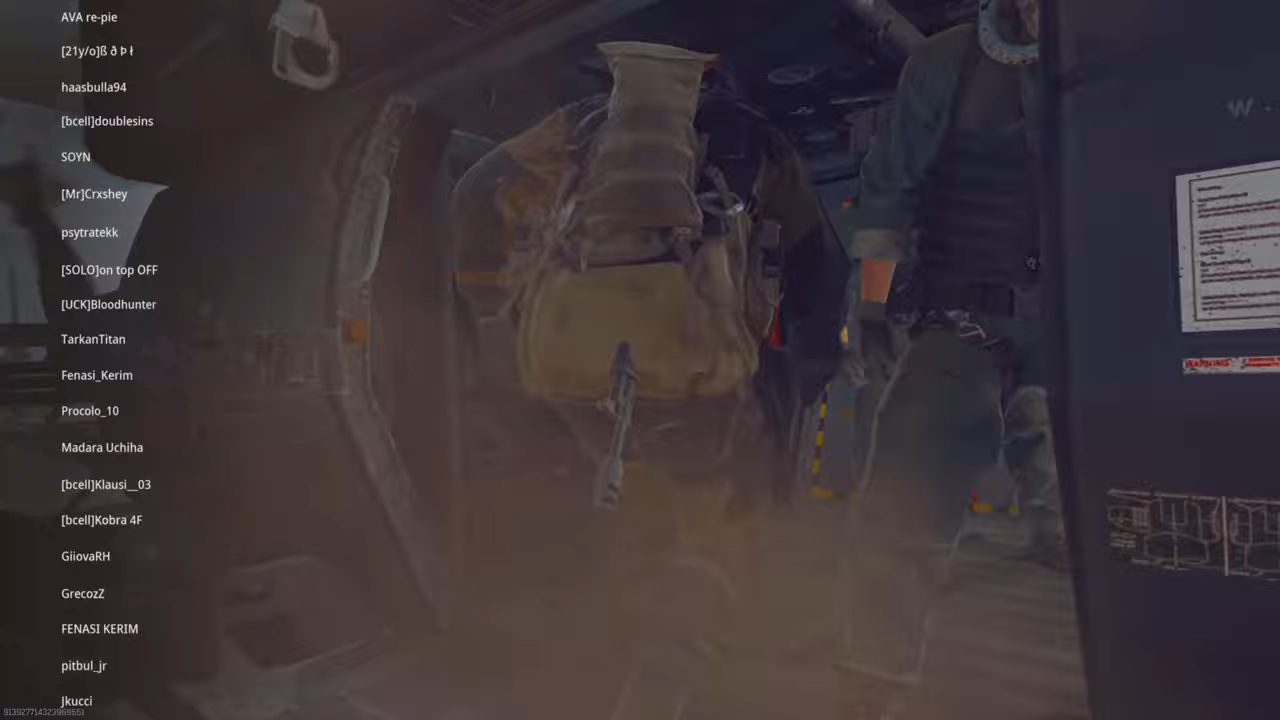 AVA re-pie
[21y/o]ß ð Þ ł
haasbulla94
[bcell]doublesins
SOYN
[Mr]Crxshey
psytratekk
[SOLO]on top OFF
[UCK]Bloodhunter
TarkanTitan
Fenasi_Kerim
Procolo_10
Madara Uchiha
[bcell]Klausi__03
[bcell]Kobra 4F
GiiovaRH
GrecozZ
FENASI KERIM
pitbul_jr
Jkucci
W
WARNING